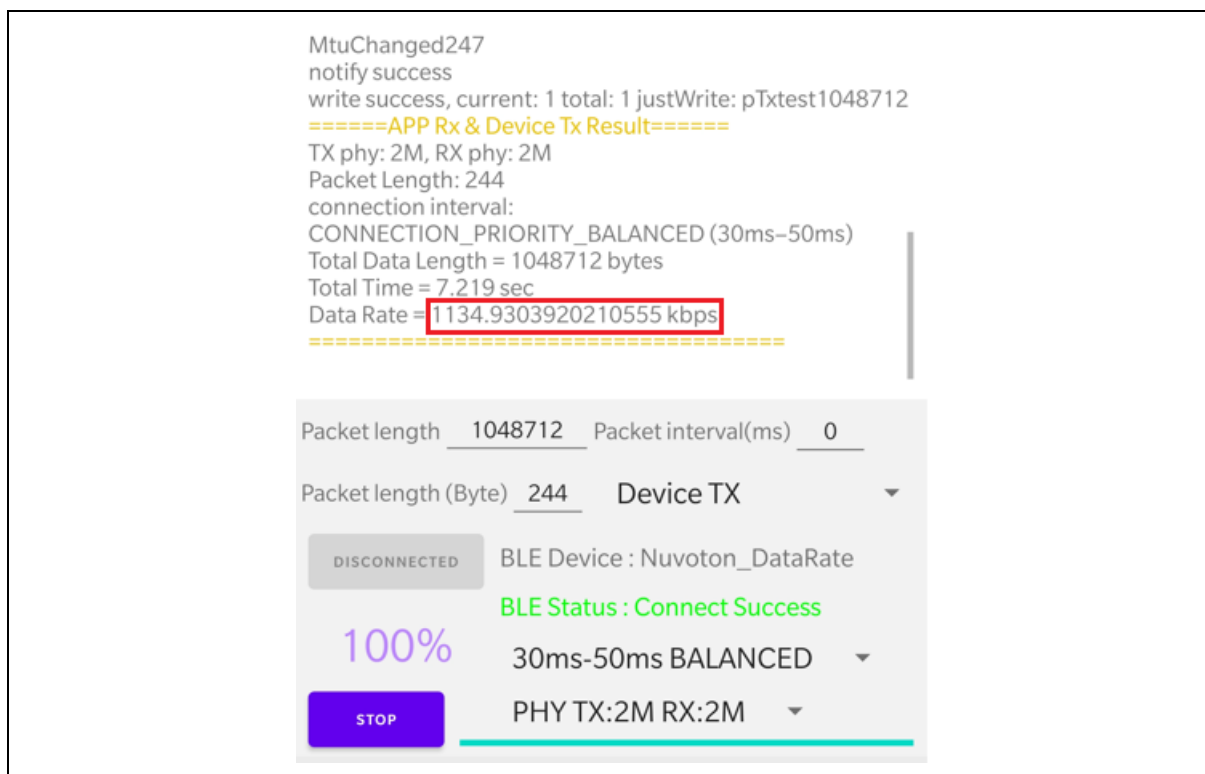 MtuChanged247
notify success
write success, current: 1 total: 1 justWrite: pTxtest1048712
======APP Rx & Device Tx Result======
TX phy: 2M, RX phy: 2M
Packet Length: 244
connection interval:
CONNECTION_PRIORITY_BALANCED (30ms–50ms)
Total Data Length = 1048712 bytes
Total Time = 7.219 sec
Data Rate = 1134.9303920210555 kbps
====================================
Packet length 1048712 Packet interval(ms) 0
Packet length (Byte) 244 Device TX
DISCONNECTED BLE Device : Nuvoton_DataRate
BLE Status : Connect Success
100% 30ms-50ms BALANCED
STOP PHY TX:2M RX:2M